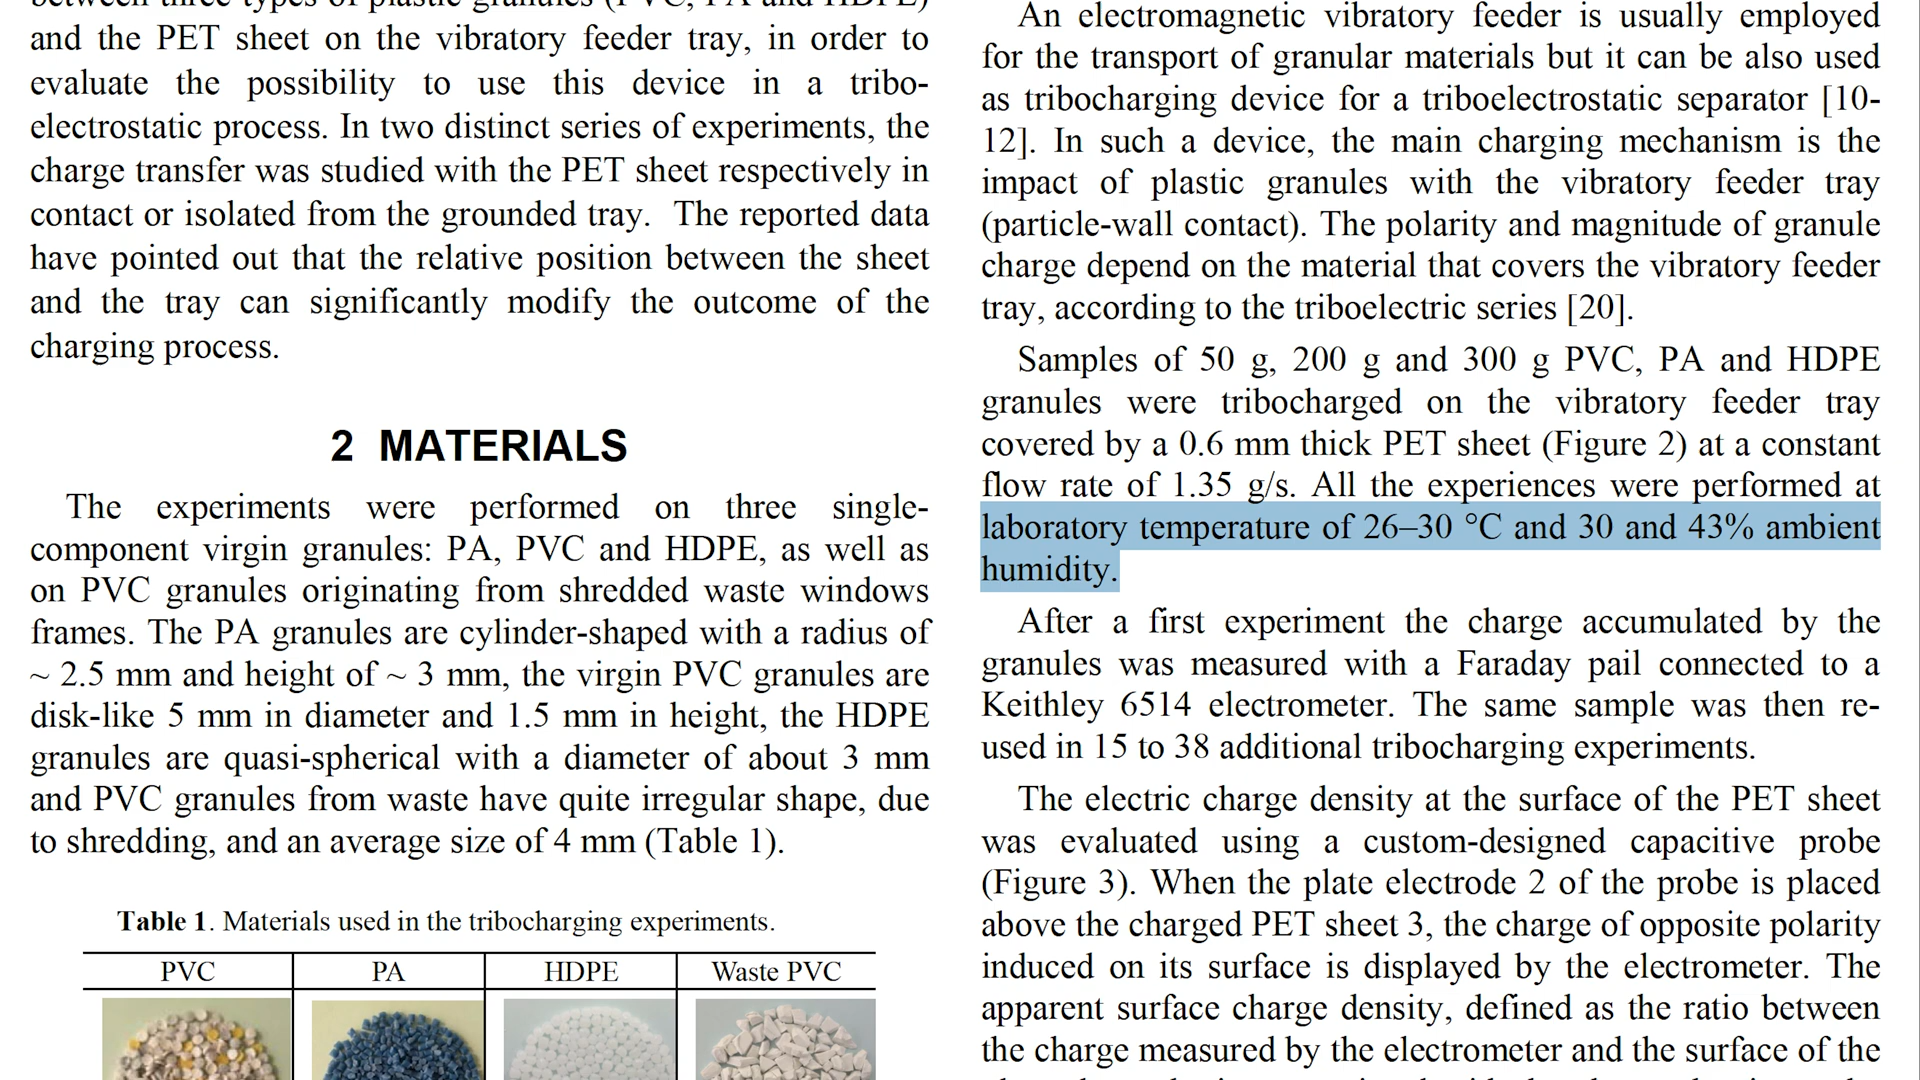 between three types of plastic granules (PVC, PA and HDPE)
and the PET sheet on the vibratory feeder tray, in order to
evaluate the possibility to use this device in a tribo-
electrostatic process. In two distinct series of experiments, the
charge transfer was studied with the PET sheet respectively in
contact or isolated from the grounded tray. The reported data
have pointed out that the relative position between the sheet
and the tray can significantly modify the outcome of the
charging process.
2 MATERIALS
The experiments were performed on three single-
component virgin granules: PA, PVC and HDPE, as well as
on PVC granules originating from shredded waste windows
frames. The PA granules are cylinder-shaped with a radius of
~ 2.5 mm and height of ~ 3 mm, the virgin PVC granules are
disk-like 5 mm in diameter and 1.5 mm in height, the HDPE
granules are quasi-spherical with a diameter of about 3 mm
and PVC granules from waste have quite irregular shape, due
to shredding, and an average size of 4 mm (Table 1).
Table 1. Materials used in the tribocharging experiments.
PVC PA HDPE Waste PVC
An electromagnetic vibratory feeder is usually employed
for the transport of granular materials but it can be also used
as tribocharging device for a triboelectrostatic separator [10-
12]. In such a device, the main charging mechanism is the
impact of plastic granules with the vibratory feeder tray
(particle-wall contact). The polarity and magnitude of granule
charge depend on the material that covers the vibratory feeder
tray, according to the triboelectric series [20].
Samples of 50 g, 200 g and 300 g PVC, PA and HDPE
granules were tribocharged on the vibratory feeder tray
covered by a 0.6 mm thick PET sheet (Figure 2) at a constant
flow rate of 1.35 g/s. All the experiences were performed at
laboratory temperature of 26–30 °C and 30 and 43% ambient
humidity.
After a first experiment the charge accumulated by the
granules was measured with a Faraday pail connected to a
Keithley 6514 electrometer. The same sample was then re-
used in 15 to 38 additional tribocharging experiments.
The electric charge density at the surface of the PET sheet
was evaluated using a custom-designed capacitive probe
(Figure 3). When the plate electrode 2 of the probe is placed
above the charged PET sheet 3, the charge of opposite polarity
induced on its surface is displayed by the electrometer. The
apparent surface charge density, defined as the ratio between
the charge measured by the electrometer and the surface of the